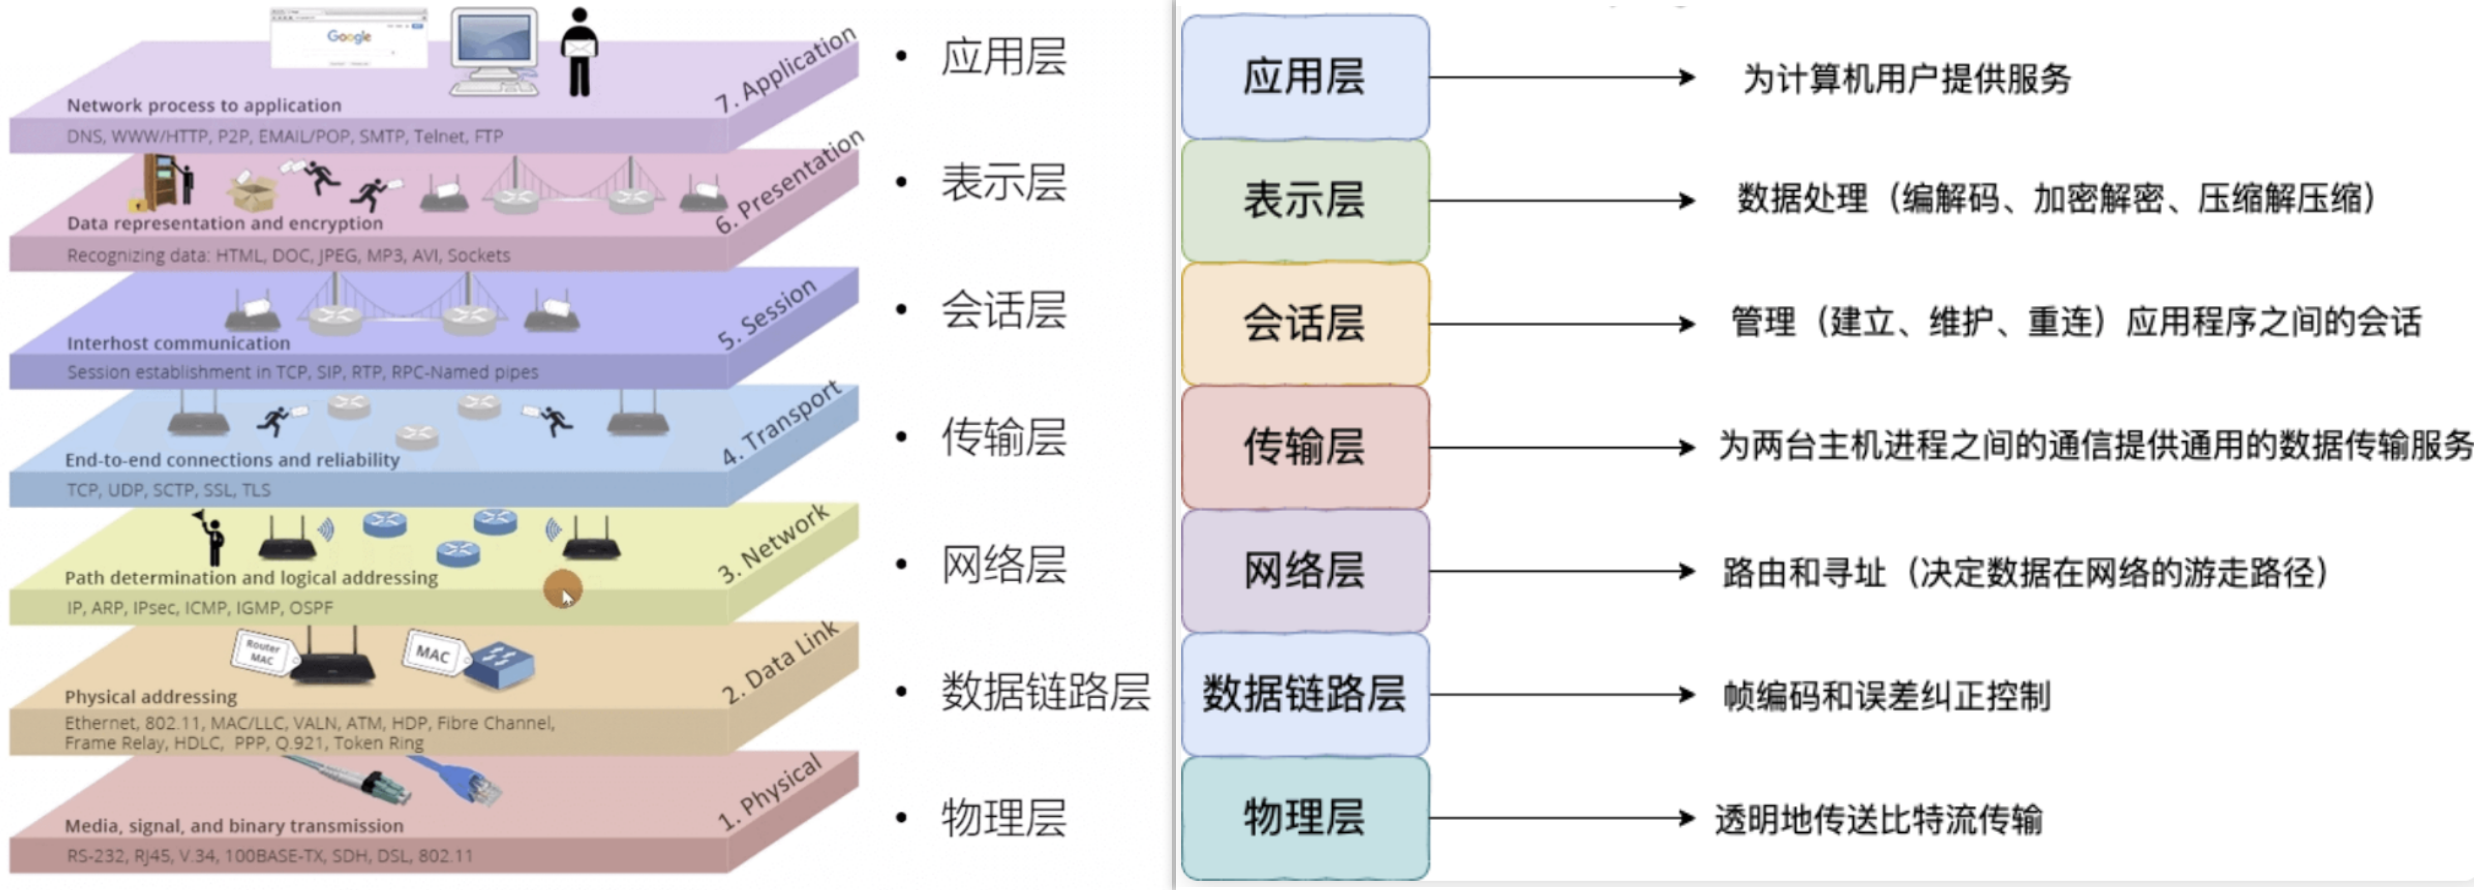 Google
Network process to application
DNS, WWW/HTTP, P2P, EMAIL/POP, SMTP, Telnet, FTP
7. Application
Data representation and encryption
Recognizing data: HTML, DOC, JPEG, MP3, AVI, Sockets
6. Presentation
Interhost communication
Session establishment in TCP, SIP, RTP, RPC-Named pipes
5. Session
End-to-end connections and reliability
TCP, UDP, SCTP, SSL, TLS
4. Transport
Path determination and logical addressing
IP, ARP, IPsec, ICMP, IGMP, OSPF
3. Network
Router
MAC
MAC
Physical addressing
Ethernet, 802.11, MAC/LLC, VALN, ATM, HDP, Fibre Channel,
Frame Relay, HDLC, PPP, Q.921, Token Ring
2. Data Link
Media, signal, and binary transmission
RS-232, RJ45, V.34, 100BASE-TX, SDH, DSL, 802.11
1. Physical
• 应用层
• 表示层
• 会话层
• 传输层
• 网络层
• 数据链路层
• 物理层
应用层
为计算机用户提供服务
表示层
数据处理（编解码、加密解密、压缩解压缩）
会话层
管理（建立、维护、重连）应用程序之间的会话
传输层
为两台主机进程之间的通信提供通用的数据传输服务
网络层
路由和寻址（决定数据在网络的游走路径）
数据链路层
帧编码和误差纠正控制
物理层
透明地传送比特流传输